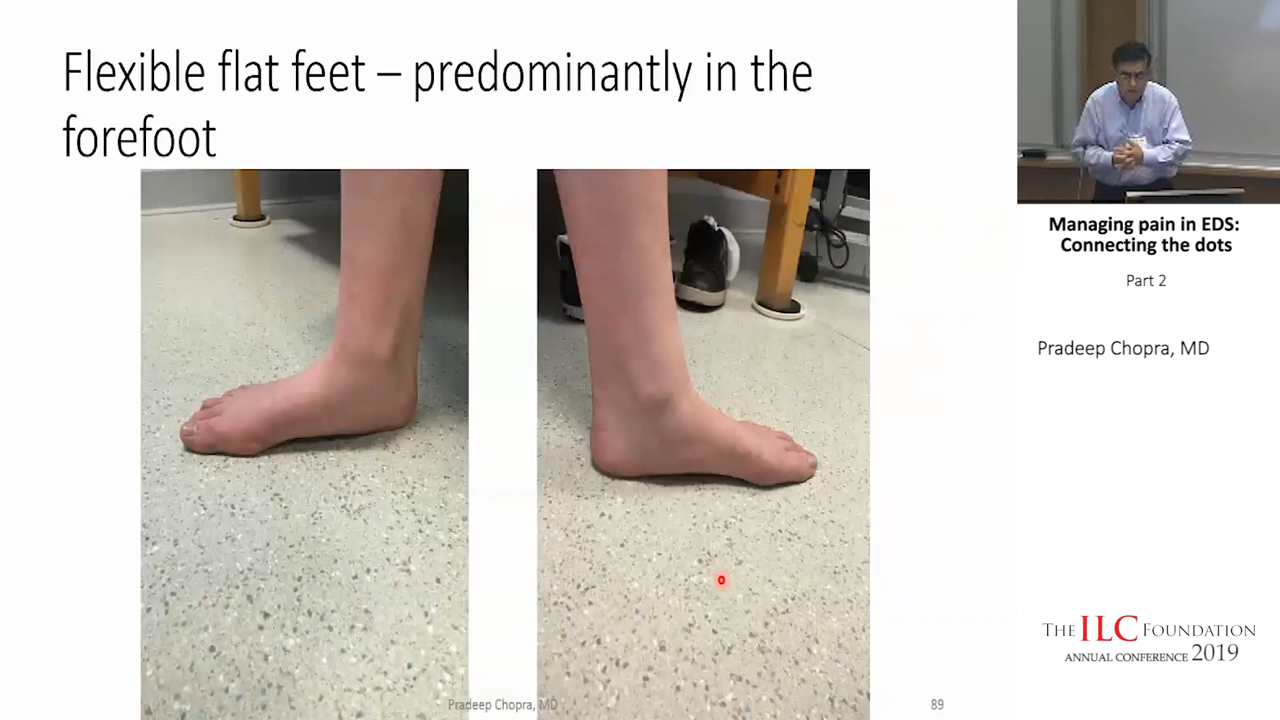 Flexible flat feet – predominantly in the
forefoot
Managing pain in EDS:
Connecting the dots
Part 2
Pradeep Chopra, MD
THE ILC FOUNDATION
ANNUAL CONFERENCE 2019
Pradeep Chopra, MD
89